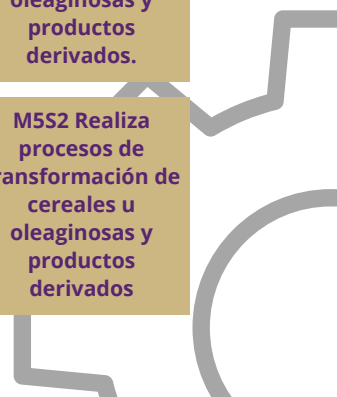 oleaginosas y
productos
derivados.
M5S2 Realiza
procesos de
ransformación de
cereales u
oleaginosas y
productos
derivados